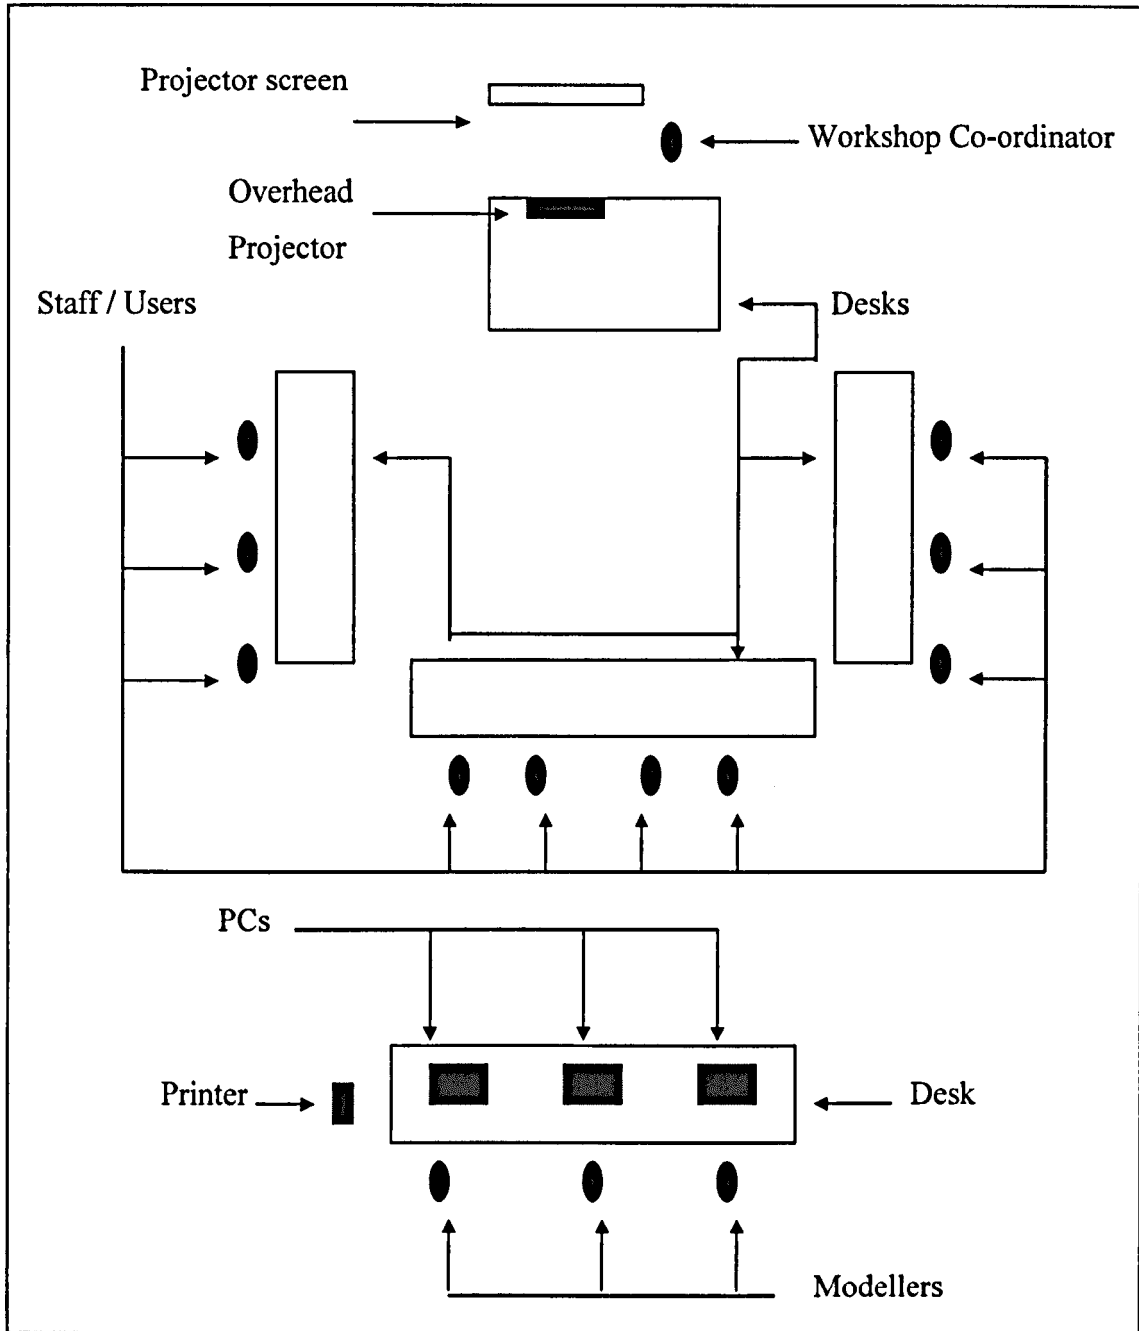 Projector screen
Workshop Co-ordinator
Overhead
Projector
Staff / Users
Desks
PCs
Printer
Desk
Modellers